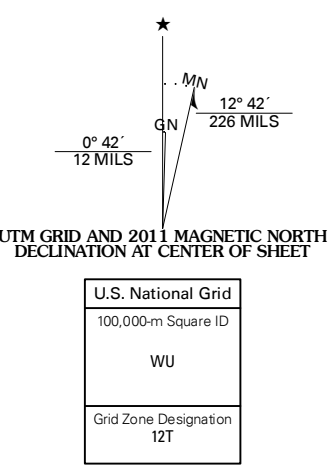 ★
MN
GN
0° 42´
12 MILS
12° 42´
226 MILS
UTM GRID AND 2011 MAGNETIC NORTH
DECLINATION AT CENTER OF SHEET
U.S. National Grid
100,000-m Square ID
WU
Grid Zone Designation
12T